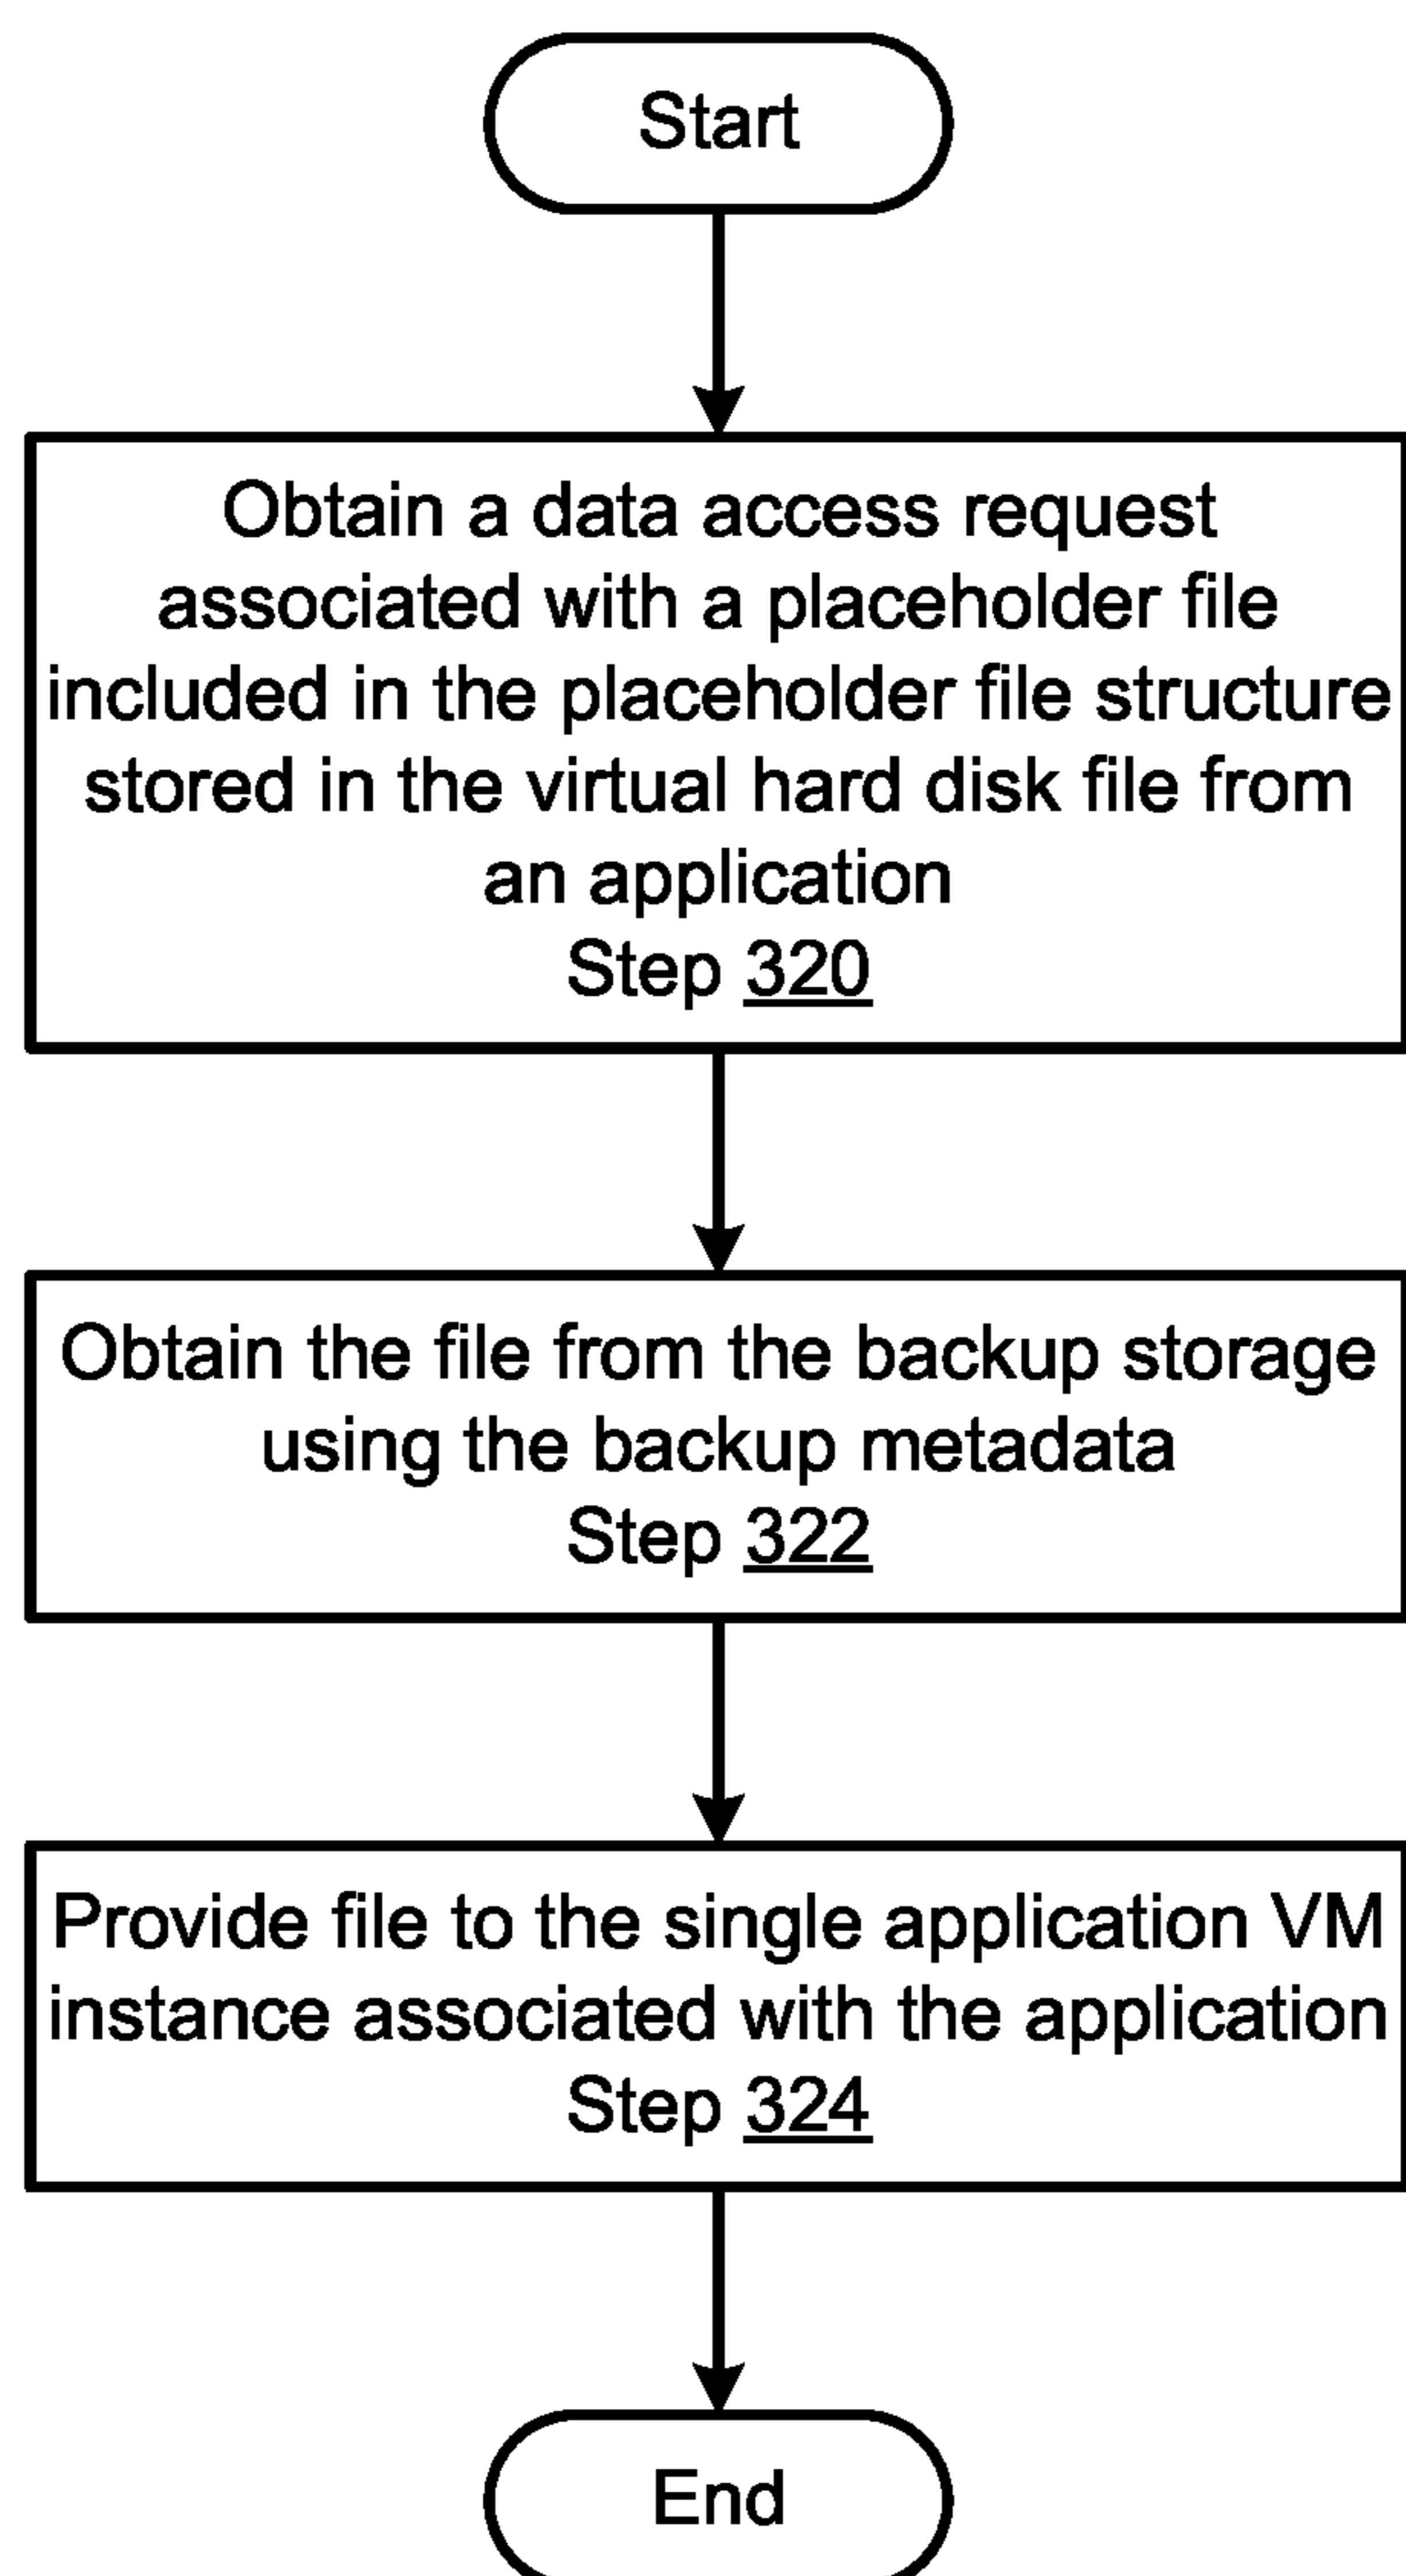 Start
Obtain a data access request
associated with a placeholder file
included in the placeholder file structure
stored in the virtual hard disk file from
an application
Step 320
Obtain the file from the backup storage
using the backup metadata
Step 322
Provide file to the single application VM
instance associated with the application
Step 324
End